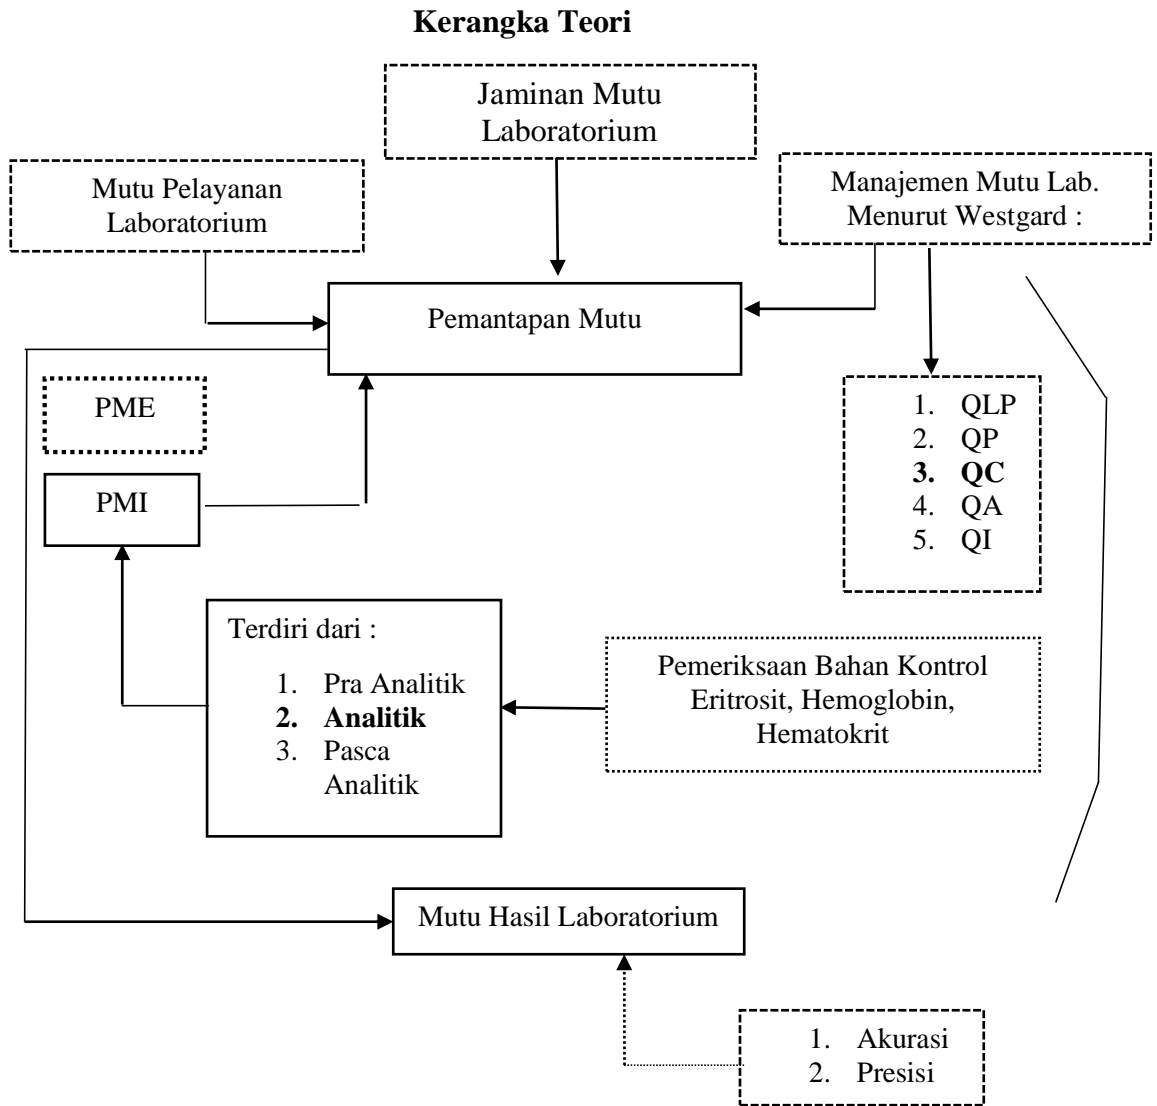 Kerangka Teori
Jaminan Mutu
Laboratorium
Mutu Pelayanan
Laboratorium
Manajemen Mutu Lab.
Menurut Westgard :
Pemantapan Mutu
PME
PMI
1. QLP
2. QP
3. QC
4. QA
5. QI
Terdiri dari :
1. Pra Analitik
2. Analitik
3. Pasca
Analitik
Pemeriksaan Bahan Kontrol
Eritrosit, Hemoglobin,
Hematokrit
Mutu Hasil Laboratorium
1. Akurasi
2. Presisi